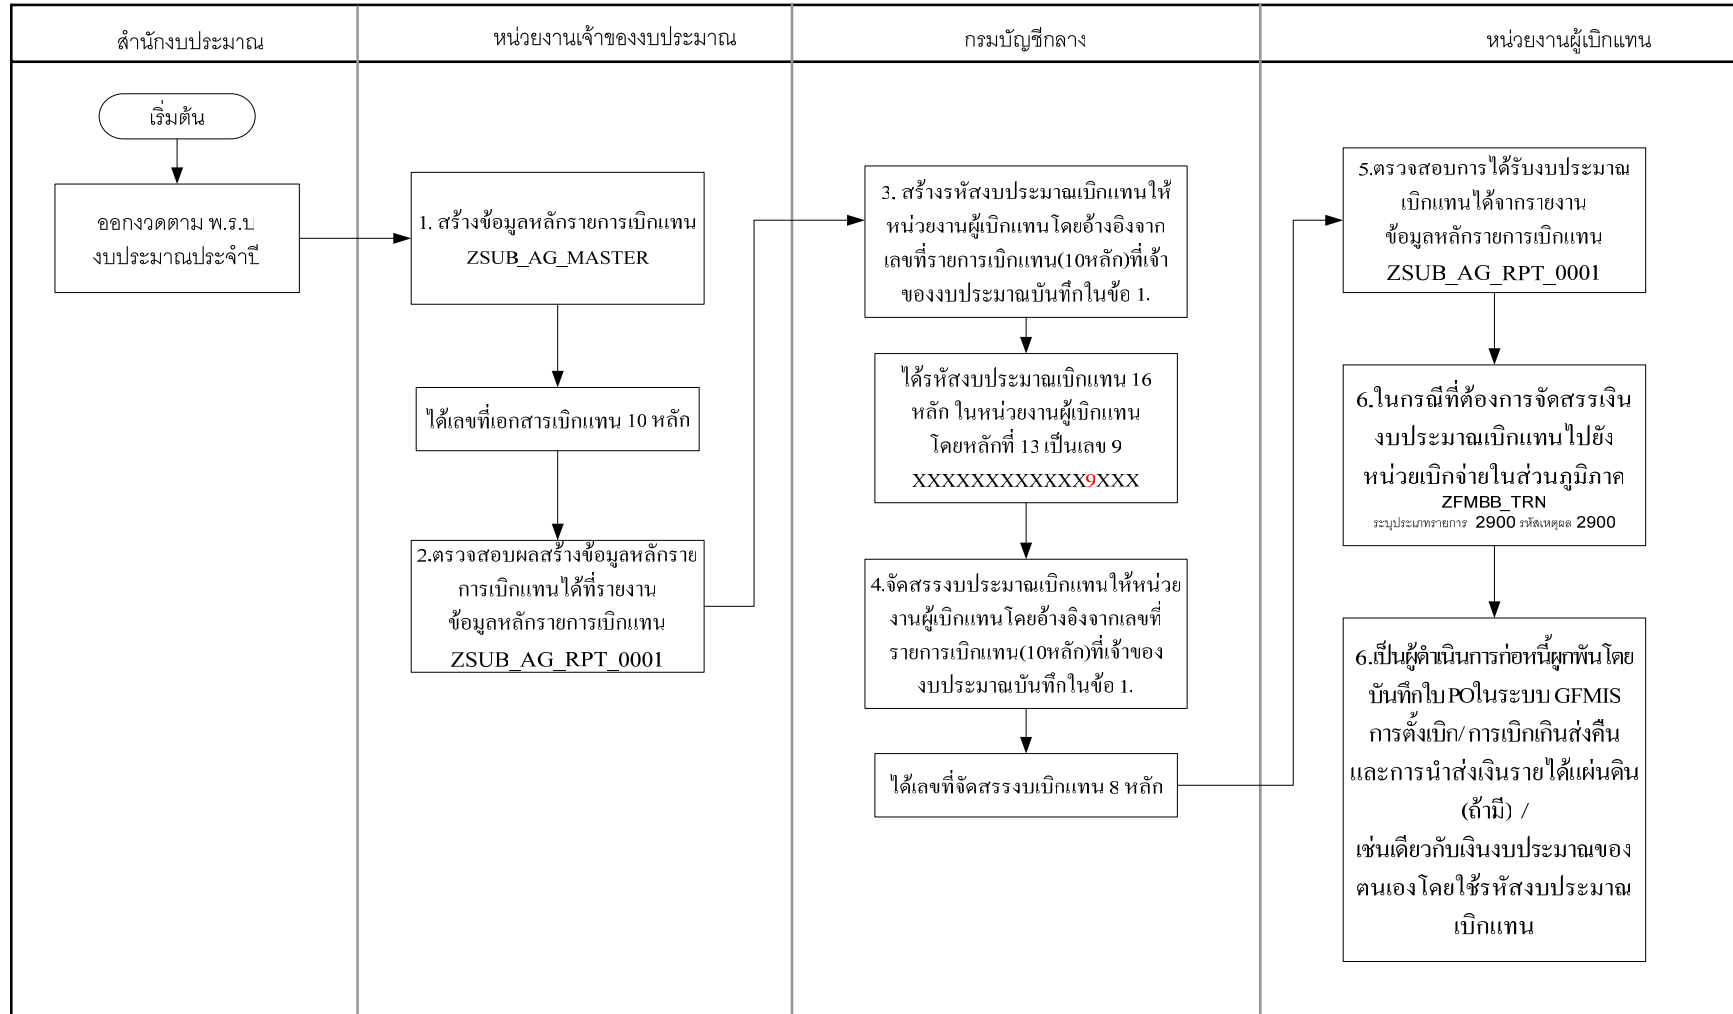 สำนักงบประมาณ
หน่วยงานเจ้าของงบประมาณ
กรมบัญชีกลาง
หน่วยงานผู้เบิกแทน
เริ่มต้น
ออกงวดตาม พ.ร.บ
งบประมาณประจำปี
1. สร้างข้อมูลหลักรายการเบิกแทน
ZSUB_AG_MASTER
ได้เลขที่เอกสารเบิกแทน 10 หลัก
2.ตรวจสอบผลสร้างข้อมูลหลักราย
การเบิกแทนได้ที่รายงาน
ข้อมูลหลักรายการเบิกแทน
ZSUB_AG_RPT_0001
3. สร้างรหัสงบประมาณเบิกแทนให้
หน่วยงานผู้เบิกแทนโดยอ้างอิงจาก
เลขที่รายการเบิกแทน(10หลัก)ที่เจ้า
ของงบประมาณบันทึกในข้อ 1.
ได้รหัสงบประมาณเบิกแทน 16
หลัก ในหน่วยงานผู้เบิกแทน
โดยหลักที่ 13 เป็นเลข 9
XXXXXXXXXXXX9XXX
4.จัดสรรงบประมาณเบิกแทนให้หน่วย
งานผู้เบิกแทนโดยอ้างอิงจากเลขที่
รายการเบิกแทน(10หลัก)ที่เจ้าของ
งบประมาณบันทึกในข้อ 1.
ได้เลขที่จัดสรรงบเบิกแทน 8 หลัก
5.ตรวจสอบการได้รับงบประมาณ
เบิกแทนได้จากรายงาน
ข้อมูลหลักรายการเบิกแทน
ZSUB_AG_RPT_0001
6.ในกรณีที่ต้องการจัดสรรเงิน
งบประมาณเบิกแทนไปยัง
หน่วยเบิกจ่ายในส่วนภูมิภาค
ZFMBB_TRN
ระบุประเภทรายการ 2900 รหัสเหตุผล 2900
6.เป็นผู้ดำเนินการก่อหนี้ผูกพันโดย
บันทึกใบPOในระบบ GFMIS
การตั้งเบิก/การเบิกเกินส่งคืน
และการนำส่งเงินรายได้แผ่นดิน
(ถ้ามี) /
เช่นเดียวกับเงินงบประมาณของ
ตนเองโดยใช้รหัสงบประมาณ
เบิกแทน